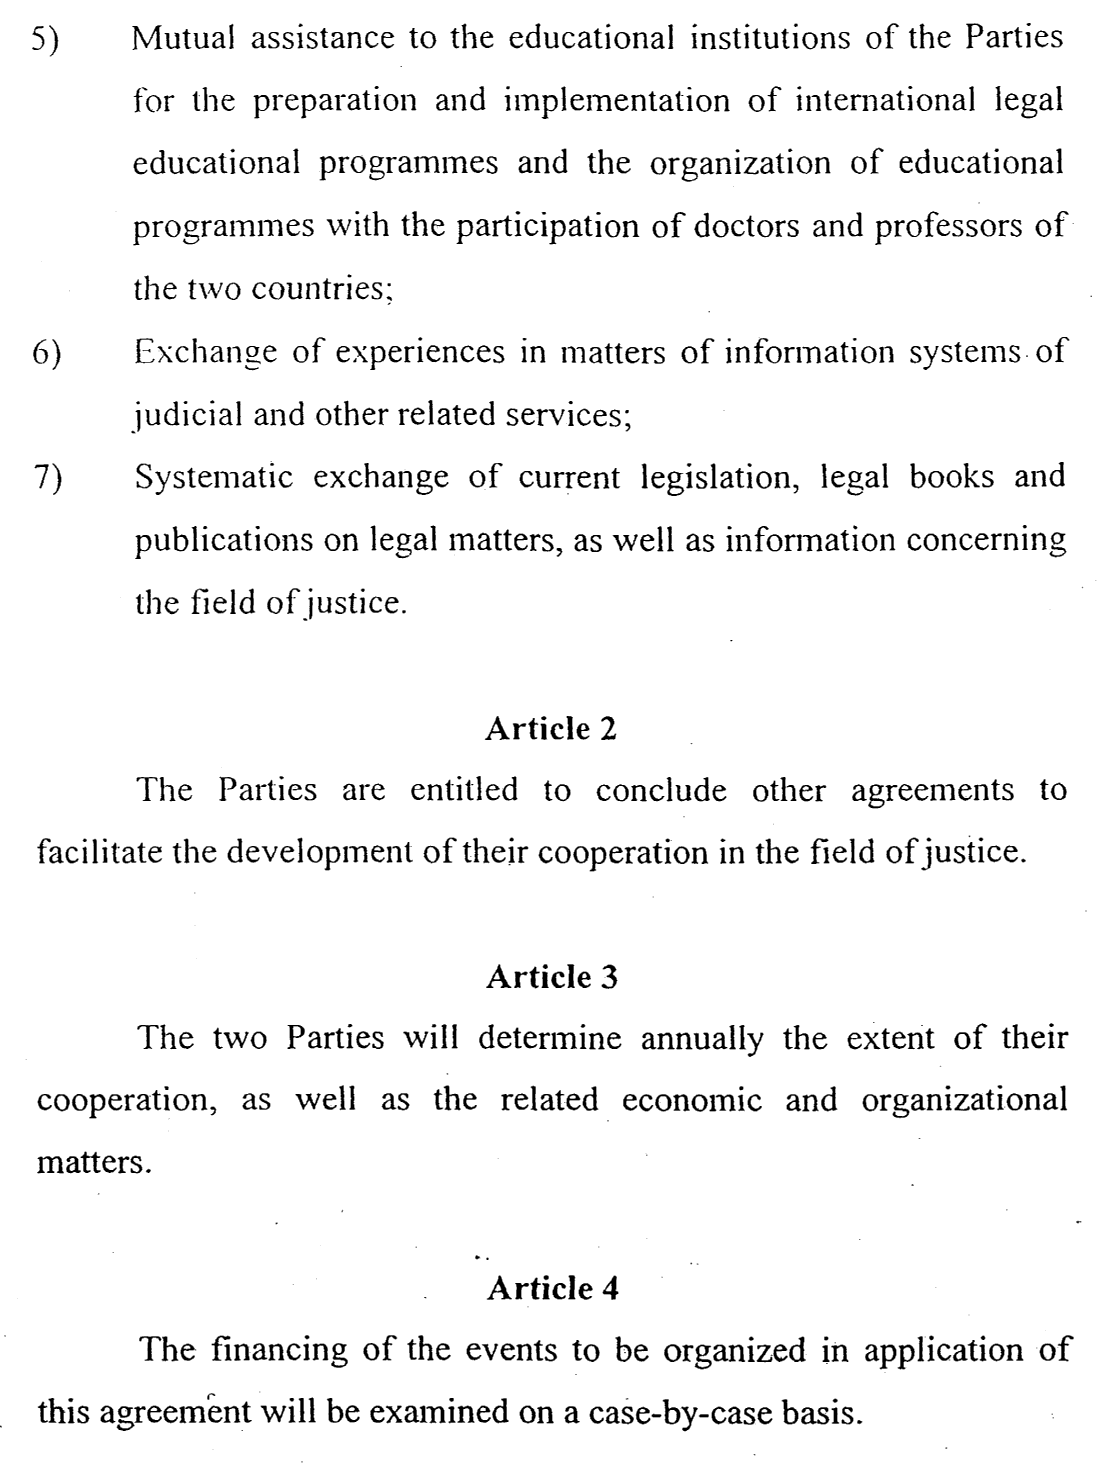 5) Mutual assistance to the educational institutions of the Parties
for the preparation and implementation of international legal
educational programmes and the organization of educational
programmes with the participation of doctors and professors of
the two countries;
6) Exchange of experiences in matters of information systems of
judicial and other related services;
7) Systematic exchange of current legislation, legal books and
publications on legal matters, as well as information concerning
the field of justice.
Article 2
The Parties are entitled to conclude other agreements to
facilitate the development of their cooperation in the field of justice.
Article 3
The two Parties will determine annually the extent of their
cooperation, as well as the related economic and organizational
matters.
Article 4
The financing of the events to be organized in application of
this agreement will be examined on a case-by-case basis.